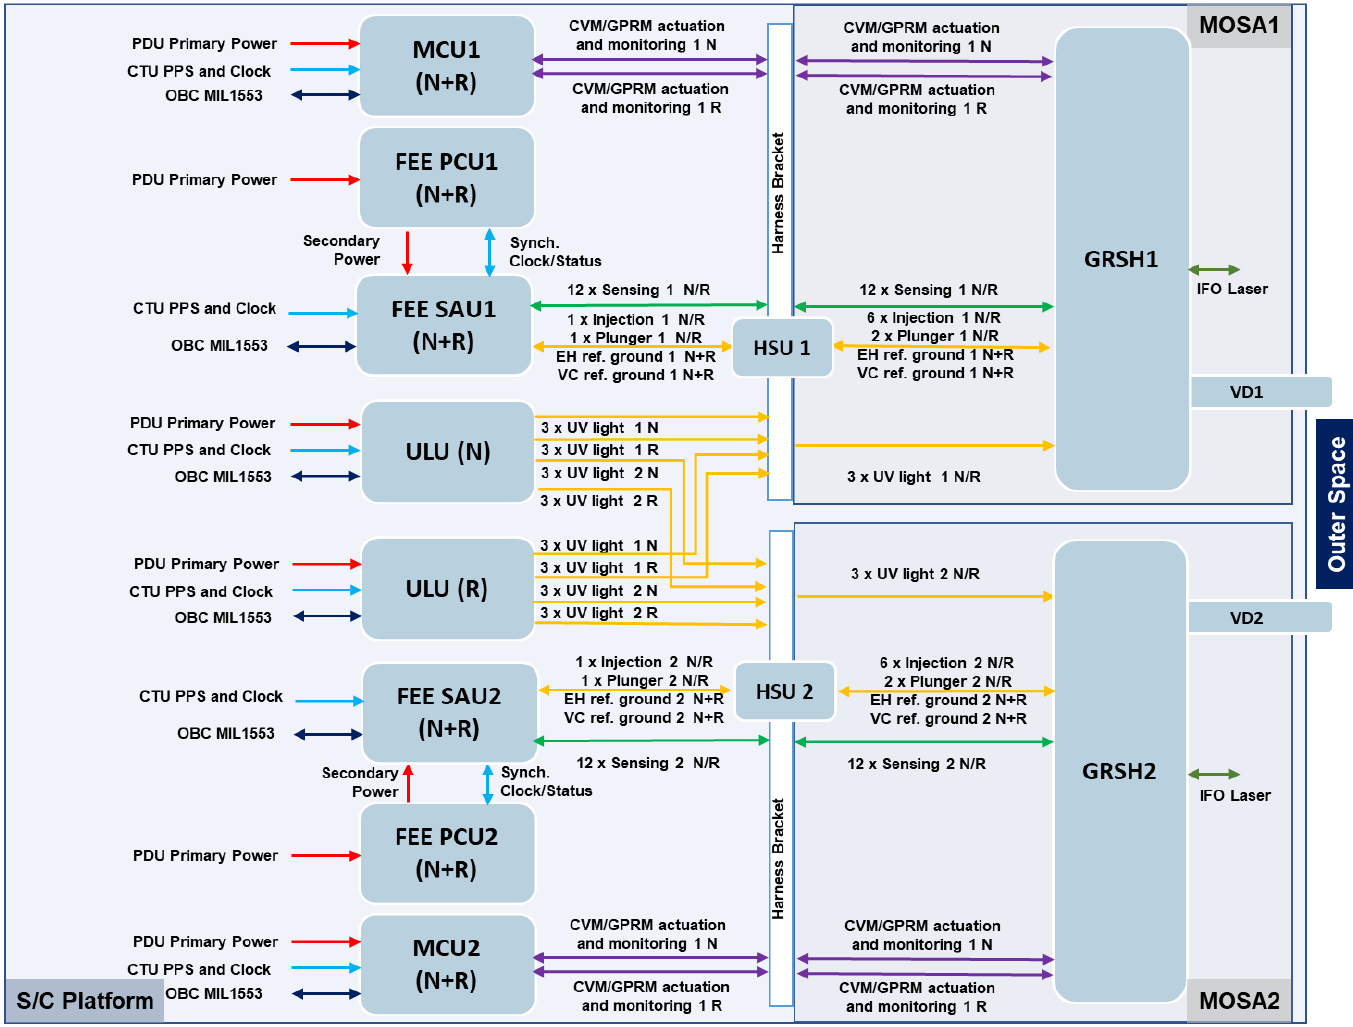 MOSA1
CVM/GPRM actuation
and monitoring 1 N
CVM/GPRM actuation
and monitoring 1 N
PDU Primary Power
CTU PPS and Clock
OBC MIL1553
MCU1
(N+R)
CVM/GPRM actuation
and monitoring 1 R
CVM/GPRM actuation
and monitoring 1 R
Harness Bracket
FEE PCU1
(N+R)
PDU Primary Power
Secondary
Power
Synch.
Clock/Status
GRSH1
IFO Laser
CTU PPS and Clock
OBC MIL1553
FEE SAU1
(N+R)
12 x Sensing 1 N/R
1 x Injection 1 N/R
1 x Plunger 1 N/R
EH ref. ground 1 N+R
VC ref. ground 1 N+R
HSU 1
12 x Sensing 1 N/R
6 x Injection 1 N/R
2 x Plunger 1 N/R
EH ref. ground 1 N+R
VC ref. ground 1 N+R
VD1
PDU Primary Power
CTU PPS and Clock
OBC MIL1553
ULU (N)
3 x UV light 1 N
3 x UV light 1 R
3 x UV light 2 N
3 x UV light 2 R
3 x UV light 1 N/R
Outer Space
PDU Primary Power
CTU PPS and Clock
OBC MIL1553
ULU (R)
3 x UV light 1 N
3 x UV light 1 R
3 x UV light 2 N
3 x UV light 2 R
3 x UV light 2 N/R
VD2
CTU PPS and Clock
OBC MIL1553
FEE SAU2
(N+R)
1 x Injection 2 N/R
1 x Plunger 2 N/R
EH ref. ground 2 N+R
VC ref. ground 2 N+R
12 x Sensing 2 N/R
HSU 2
6 x Injection 2 N/R
2 x Plunger 2 N/R
EH ref. ground 2 N+R
VC ref. ground 2 N+R
12 x Sensing 2 N/R
GRSH2
IFO Laser
Secondary
Power
Synch.
Clock/Status
Harness Bracket
PDU Primary Power
FEE PCU2
(N+R)
PDU Primary Power
CTU PPS and Clock
OBC MIL1553
MCU2
(N+R)
CVM/GPRM actuation
and monitoring 1 N
CVM/GPRM actuation
and monitoring 1 R
CVM/GPRM actuation
and monitoring 1 N
CVM/GPRM actuation
and monitoring 1 R
S/C Platform
MOSA2